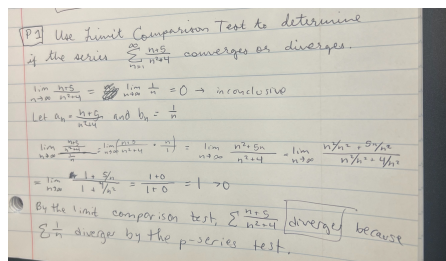 P1 Use Limit Comparison Test to determine
if the series ∑_{n=1}^{∞} (n+5)/(n²+4) converges or diverges.
lim_{n→∞} (n+5)/(n²+4) = lim_{n→∞} 1/n = 0 → inconclusive
Let aₙ = (n+5)/(n²+4) and bₙ = 1/n
lim_{n→∞} ((n+5)/(n²+4))/(1/n) = lim_{n→∞} ((n+5)/(n²+4) · n/1) = lim_{n→∞} (n²+5n)/(n²+4) = lim_{n→∞} (n²/n² + 5n/n²)/(n²/n² + 4/n²)
= lim_{n→∞} (1 + 5/n)/(1 + 4/n²) = (1+0)/(1+0) = 1 > 0
By the limit comparison test, ∑ (n+5)/(n²+4) diverges because
∑ 1/n diverges by the p-series test.